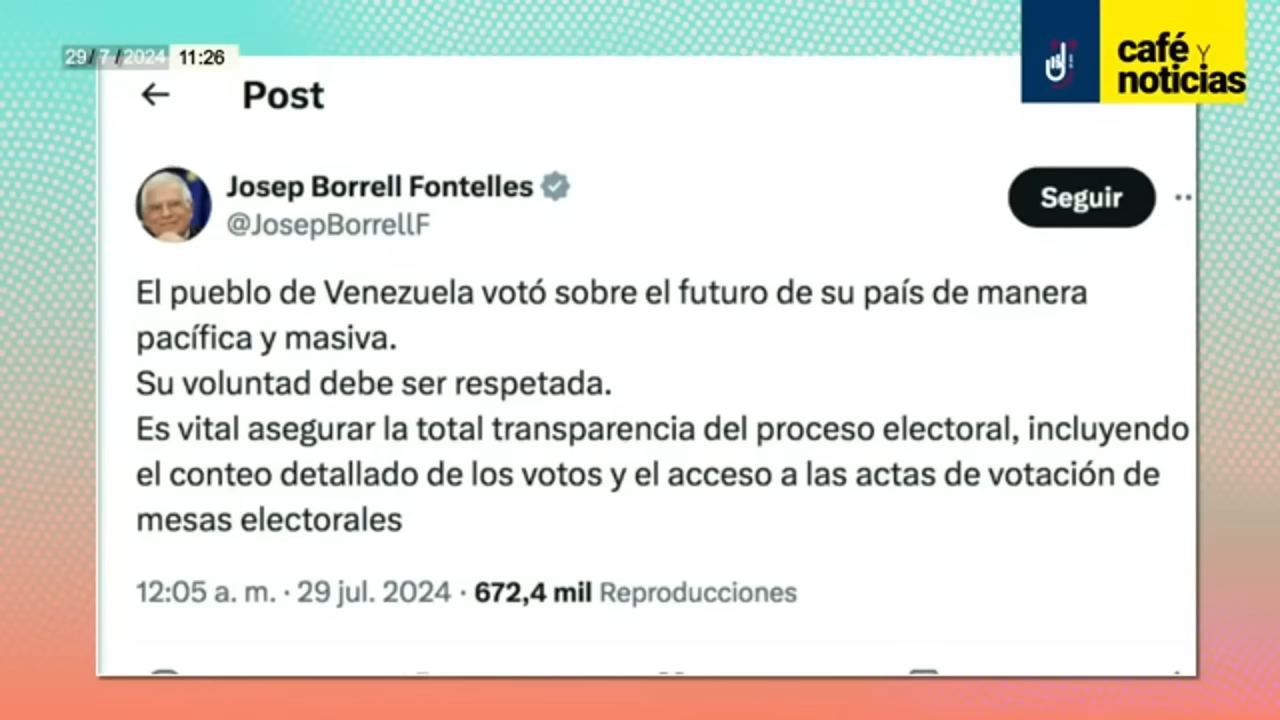 29/7/2024 11:26
café Y
noticias
Post
Josep Borrell Fontelles
@JosepBorrellF
Seguir
El pueblo de Venezuela votó sobre el futuro de su país de manera
pacífica y masiva.
Su voluntad debe ser respetada.
Es vital asegurar la total transparencia del proceso electoral, incluyendo
el conteo detallado de los votos y el acceso a las actas de votación de
mesas electorales
12:05 a. m. · 29 jul. 2024 · 672,4 mil Reproducciones